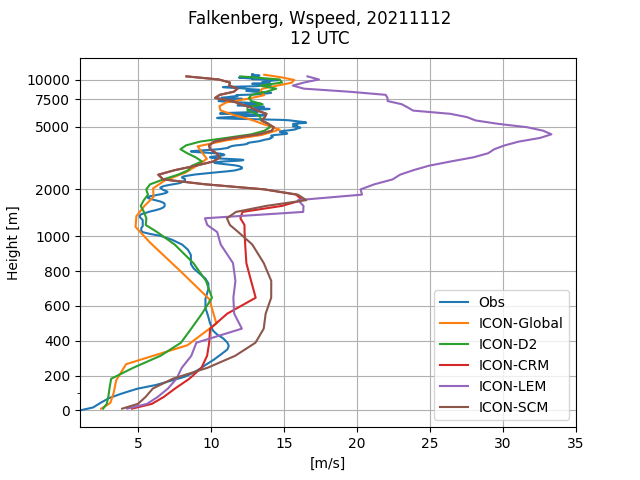 Falkenberg, Wspeed, 20211112
12 UTC
Height [m]
10000
7500
5000
2000
1000
800
600
400
200
0
5
10
15
20
25
30
35
[m/s]
Obs
ICON-Global
ICON-D2
ICON-CRM
ICON-LEM
ICON-SCM